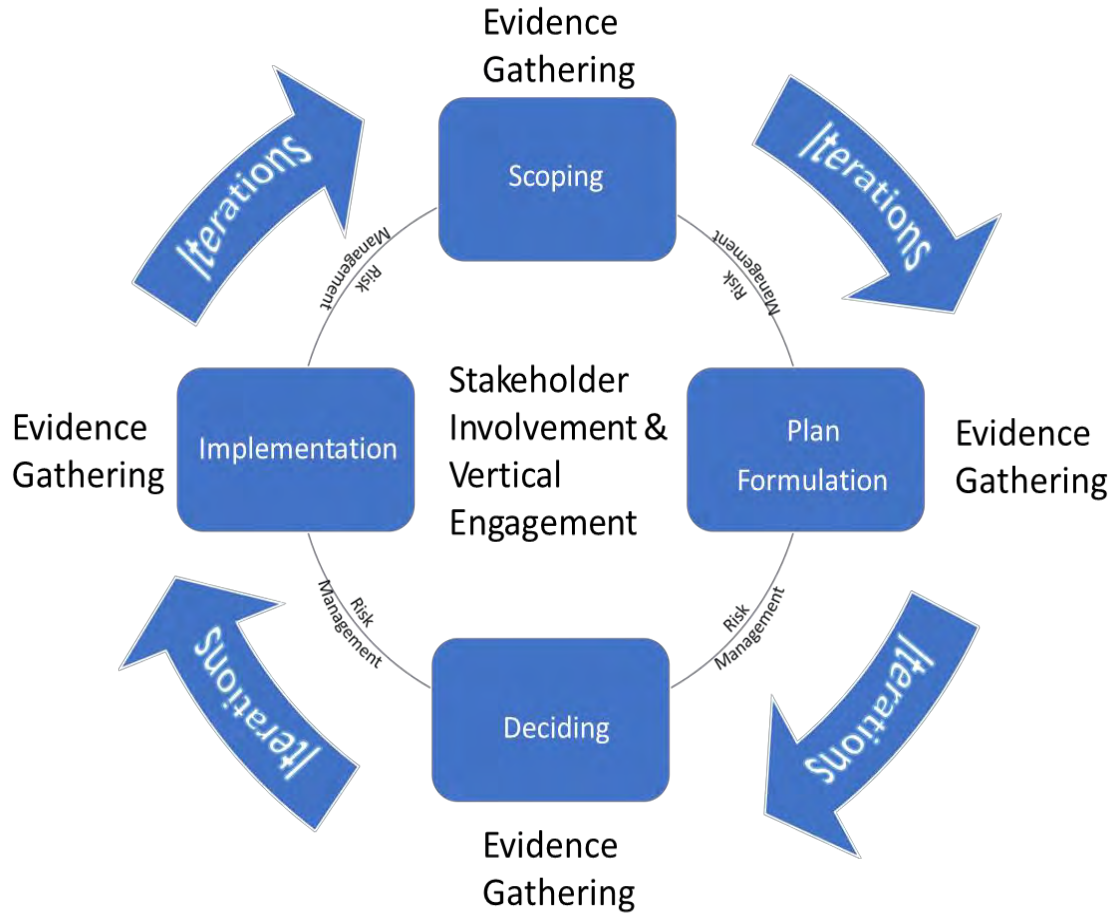 Evidence
Gathering
Scoping
Iterations
Iterations
Risk
Management
Risk
Management
Evidence
Gathering
Implementation
Stakeholder
Involvement &
Vertical
Engagement
Plan
Formulation
Evidence
Gathering
Risk
Management
Risk
Management
Iterations
Iterations
Deciding
Evidence
Gathering